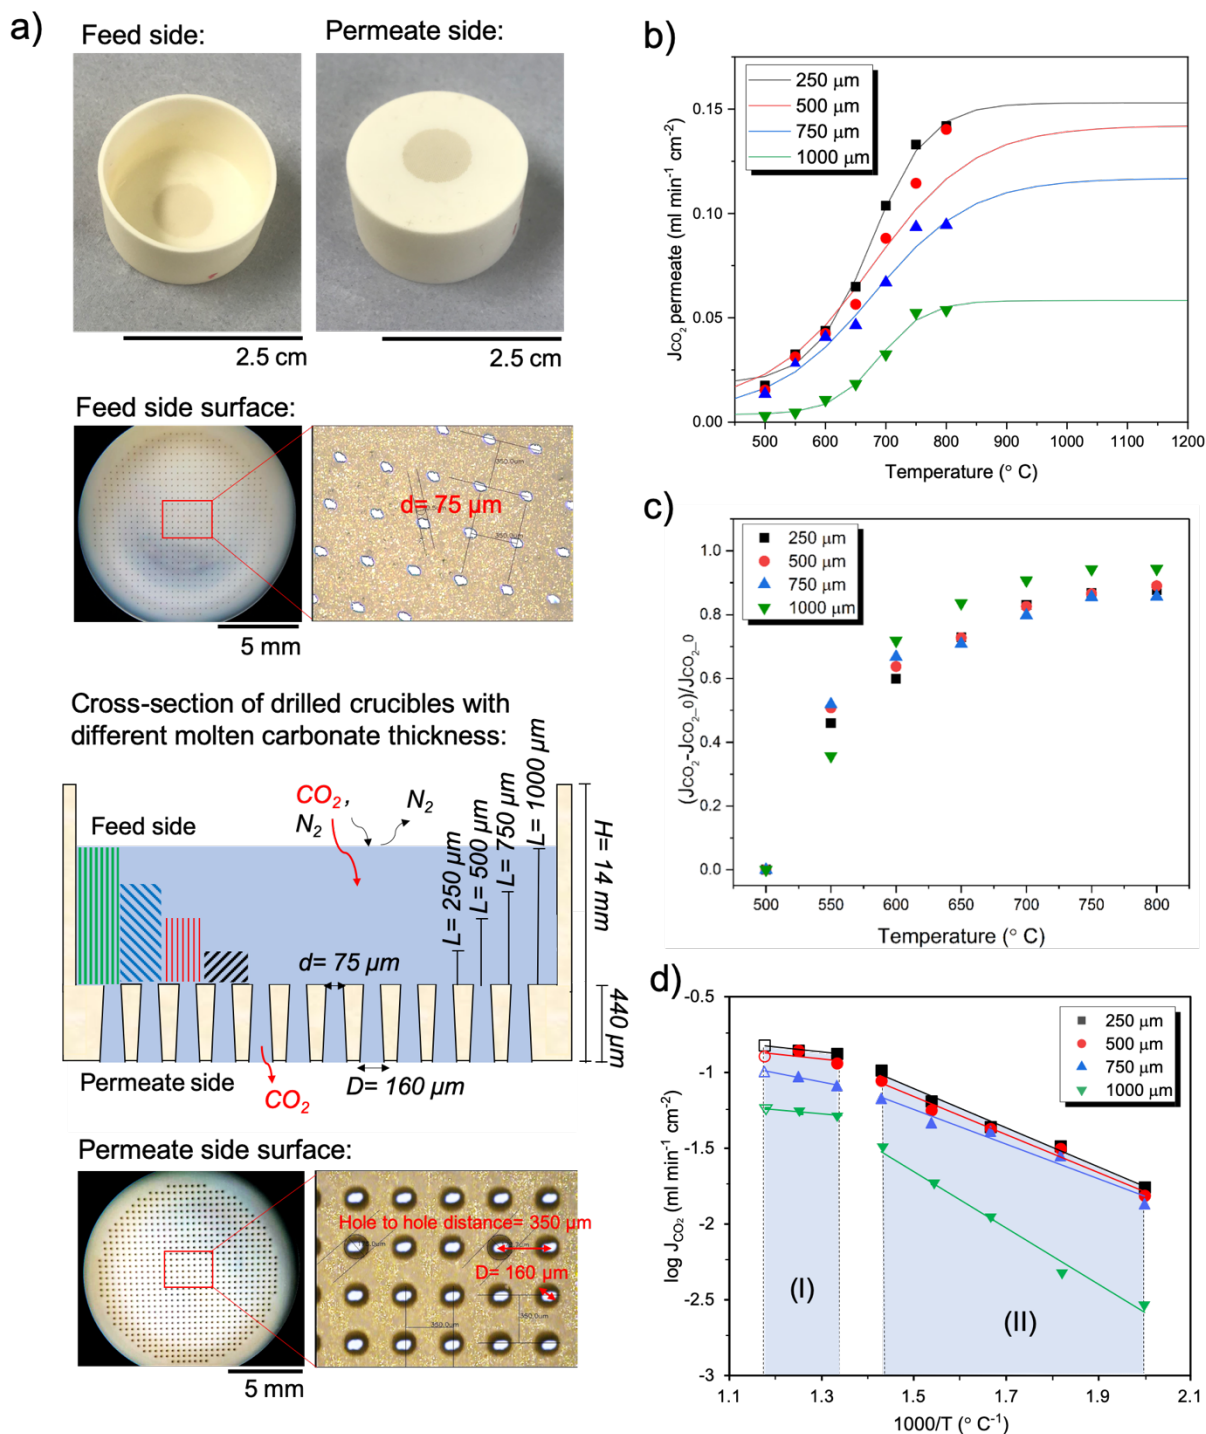 a)
Feed side:
Permeate side:
2.5 cm
2.5 cm
Feed side surface:
350.0um
350.0um
d= 75 µm
5 mm
Cross-section of drilled crucibles with
different molten carbonate thickness:
Feed side
CO2,
N2
N2
L= 250 µm
L= 500 µm
L= 750 µm
L= 1000 µm
H= 14 mm
d= 75 µm
440 µm
Permeate side
CO2
D= 160 µm
Permeate side surface:
Hole to hole distance= 350 µm
D= 160 µm
350.0um
350.0um
5 mm
b)
250 µm
500 µm
750 µm
1000 µm
JCO2 permeate (ml min-1 cm-2)
0.15
0.10
0.05
0.00
500 600 700 800 900 1000 1100 1200
Temperature (° C)
c)
250 µm
500 µm
750 µm
1000 µm
(JCO2-JCO2_0)/JCO2_0
1.0
0.8
0.6
0.4
0.2
0.0
500 550 600 650 700 750 800
Temperature (° C)
d)
250 µm
500 µm
750 µm
1000 µm
log JCO2 (ml min-1 cm-2)
-0.5
-1
-1.5
-2
-2.5
-3
(I)
(II)
1.1 1.3 1.5 1.7 1.9 2.1
1000/T (° C-1)